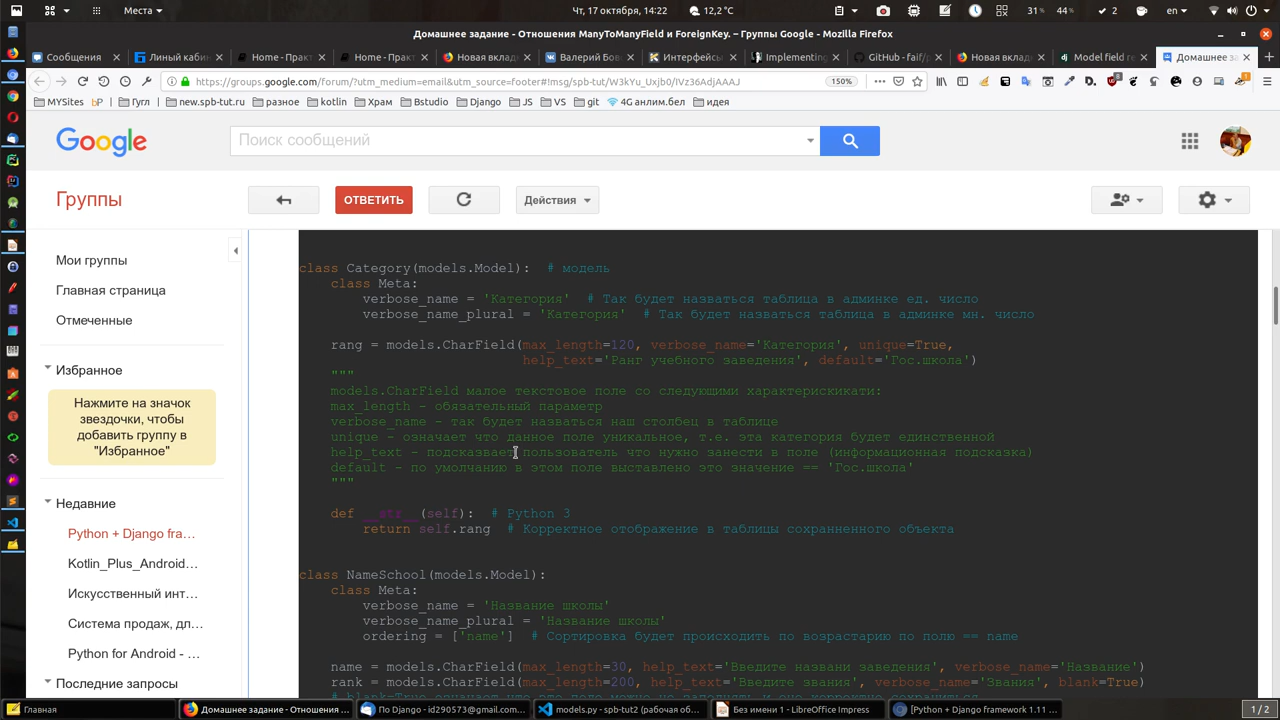 Места
Чт, 17 октября, 14:22
12,2 °C
31%
44%
2
en
Домашнее задание - Отношения ManyToManyField и ForeignKey. – Группы Google - Mozilla Firefox
Сообщения
Линый кабин
Home - Практ
Home - Практ
Новая вкладк
Валерий Бов
Интерфейсы
Implementing
GitHub - faif/p
Новая вкладк
Model field re
Домашнее за
https://groups.google.com/forum/?utm_medium=email&utm_source=footer#!msg/spb-tut/W3kYu_Uxjb0/IVz36AdjAAAJ
150%
MYSites
Гугл
new.spb-tut.ru
разное
kotlin
Храм
Bstudio
Django
JS
VS
git
4G анлим.бел
идея
Google
Поиск сообщений
Группы
ОТВЕТИТЬ
Действия
Мои группы
Главная страница
Отмеченные
Избранное
Нажмите на значок
звездочки, чтобы
добавить группу в
"Избранное"
Недавние
Python + Django fra…
Kotlin_Plus_Android…
Искусственный инт…
Система продаж, дл…
Python for Android - …
Последние запросы
class Category(models.Model):  # модель
class Meta:
verbose_name = 'Категория'  # Так будет назваться таблица в админке ед. число
verbose_name_plural = 'Категория'  # Так будет назваться таблица в админке мн. число
rang = models.CharField(max_length=120, verbose_name='Категория', unique=True,
help_text='Ранг учебного заведения', default='Гос.школа')
"""
models.CharField малое текстовое поле со следующими характерискикати:
max_length - обязательный параметр
verbose_name - так будет назваться наш столбец в таблице
unique - означает что данное поле уникальное, т.е. эта категория будет единственной
help_text - подсказвает пользователь что нужно занести в поле (информационная подсказка)
default - по умолчанию в этом поле выставлено это значение == 'Гос.школа'
"""
def __str__(self):  # Python 3
return self.rang  # Корректное отображение в таблицы сохранненного объекта
class NameSchool(models.Model):
class Meta:
verbose_name = 'Название школы'
verbose_name_plural = 'Название школы'
ordering = ['name']  # Сортировка будет происходить по возрастарию по полю == name
name = models.CharField(max_length=30, help_text='Введите названи заведения', verbose_name='Название')
rank = models.CharField(max_length=200, help_text='Введите звания', verbose_name='Звания', blank=True)
Главная
Домашнее задание - Отношения ...
По Django - id290573@gmail.com...
models.py - spb-tut2 (рабочая об...
Без имени 1 - LibreOffice Impress
[Python + Django framework 1.11 ...
1 / 2